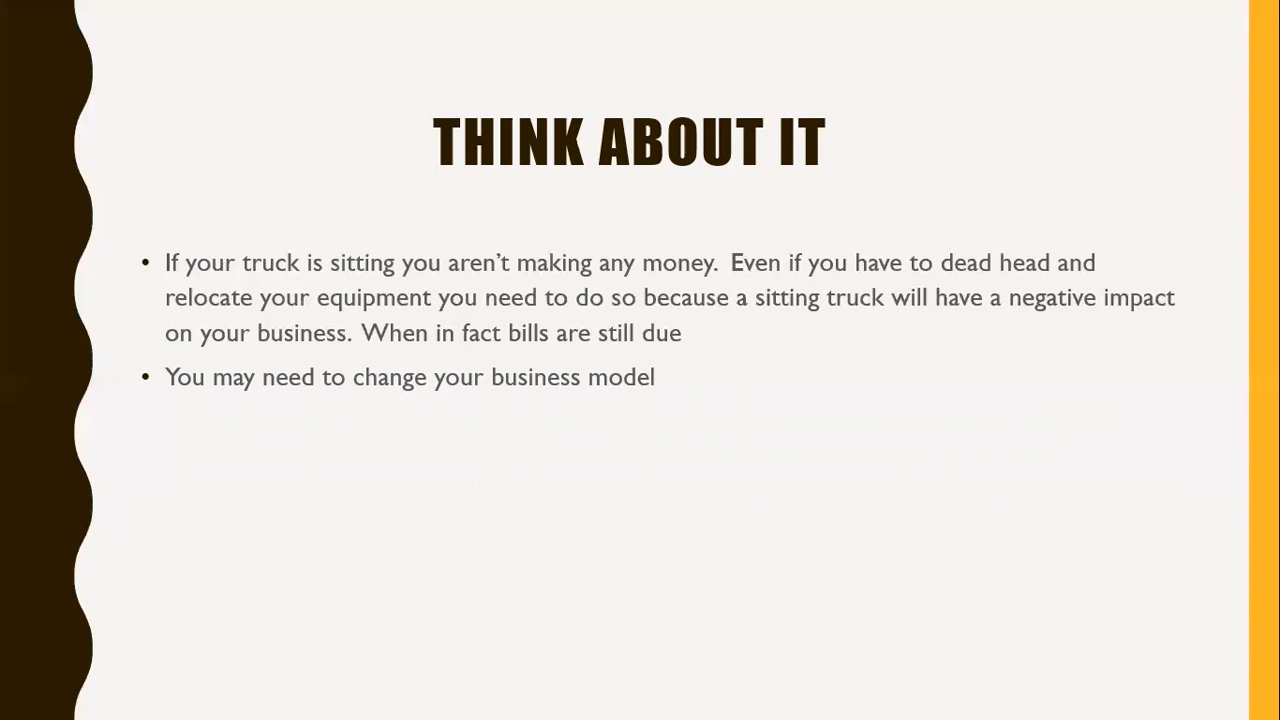 THINK ABOUT IT
• If your truck is sitting you aren’t making any money.  Even if you have to dead head and
relocate your equipment you need to do so because a sitting truck will have a negative impact
on your business.  When in fact bills are still due
• You may need to change your business model